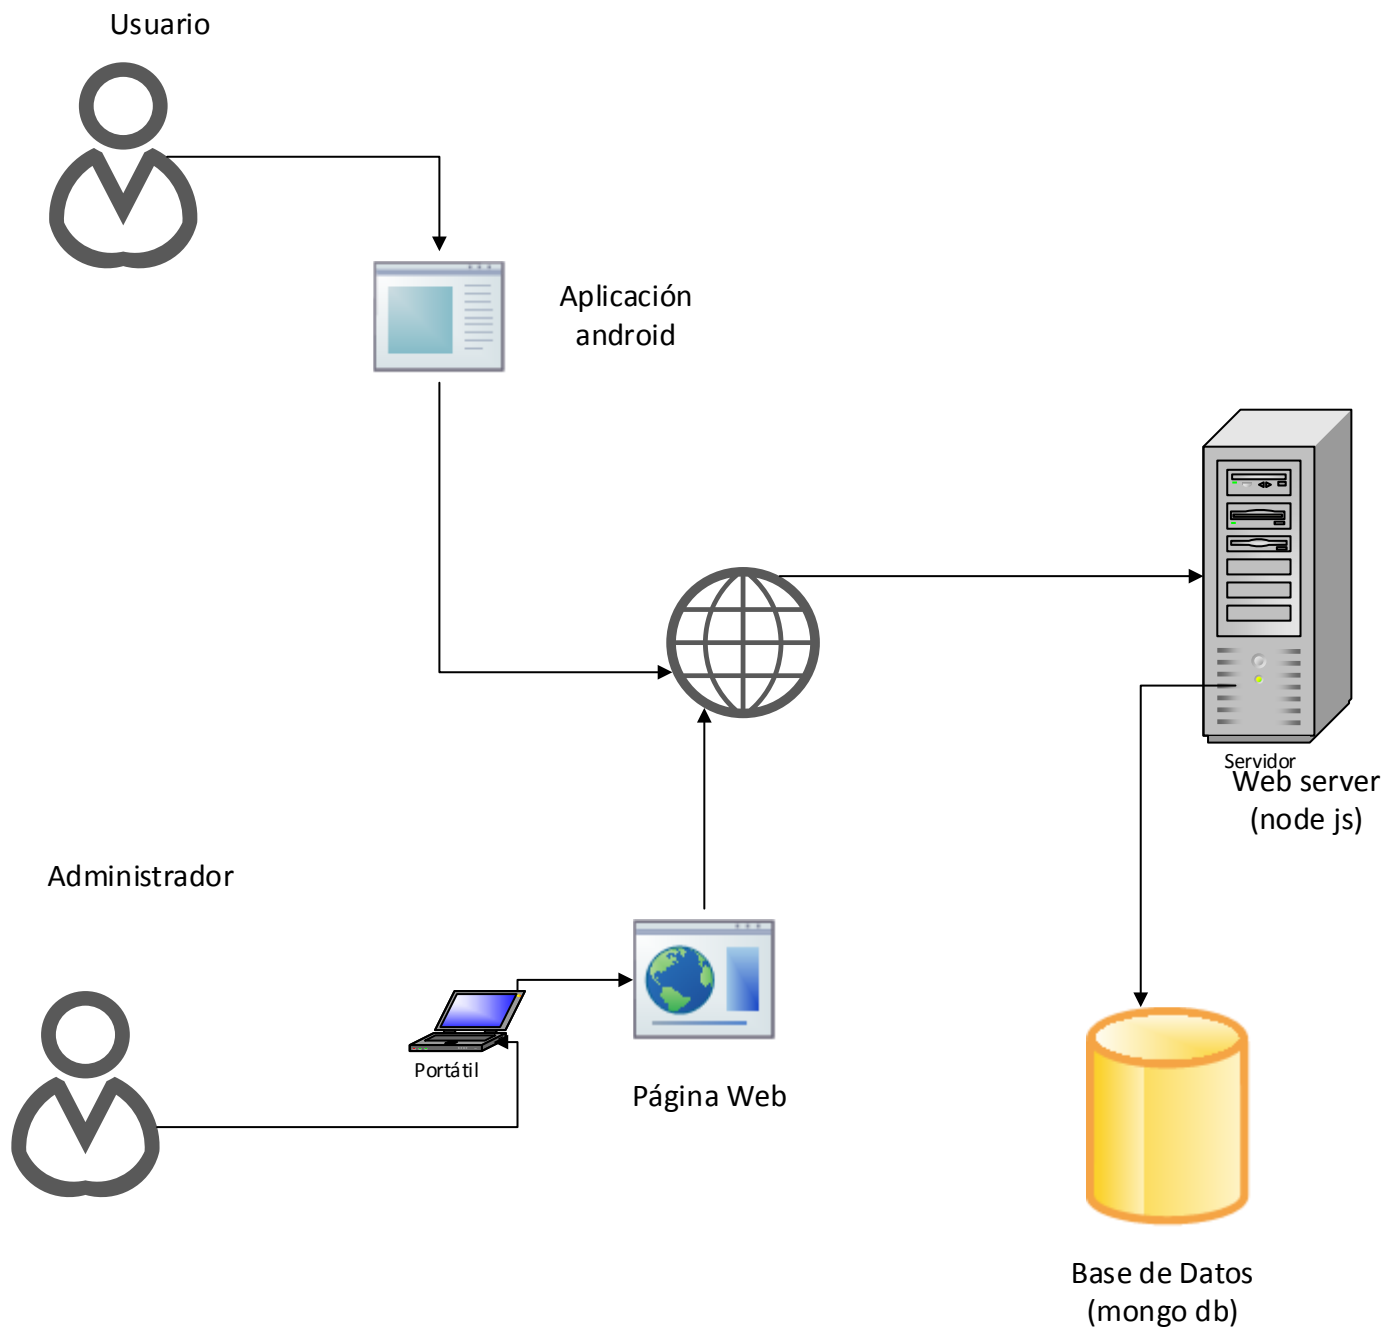 Usuario
Aplicación
android
Servidor
Web server
(node js)
Administrador
Portátil
Página Web
Base de Datos
(mongo db)